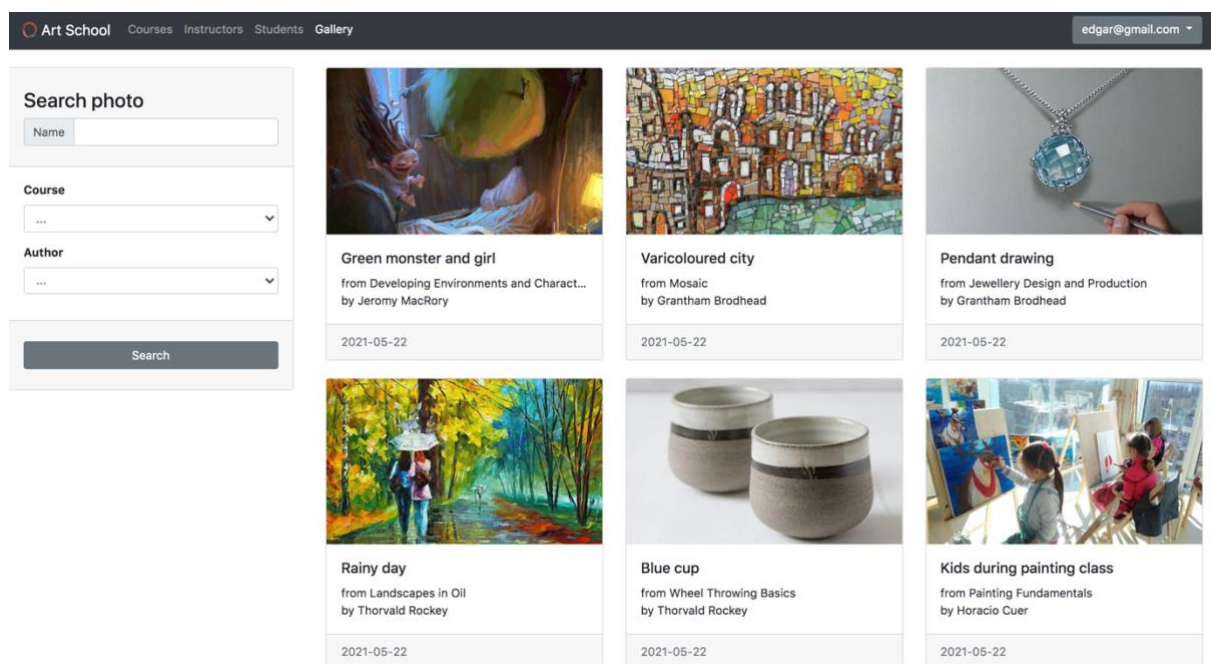 Art School Courses Instructors Students Gallery edgar@gmail.com
Search photo
Name
Course
...
Author
...
Search
Green monster and girl
from Developing Environments and Charact...
by Jeromy MacRory
2021-05-22
Varicoloured city
from Mosaic
by Grantham Brodhead
2021-05-22
Pendant drawing
from Jewellery Design and Production
by Grantham Brodhead
2021-05-22
Rainy day
from Landscapes in Oil
by Thorvald Rockey
2021-05-22
Blue cup
from Wheel Throwing Basics
by Thorvald Rockey
2021-05-22
Kids during painting class
from Painting Fundamentals
by Horacio Cuer
2021-05-22